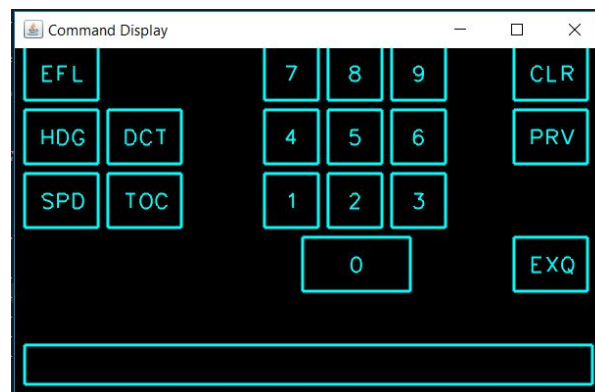 Command Display
EFL 7 8 9 CLR
HDG DCT 4 5 6 PRV
SPD TOC 1 2 3
0 EXQ